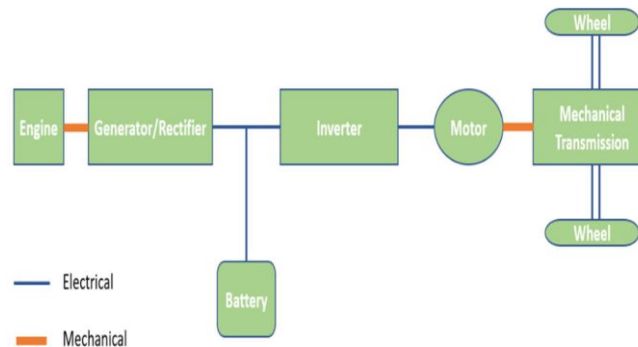 Wheel
Engine
Generator/Rectifier
Inverter
Motor
Mechanical
Transmission
Wheel
Battery
Electrical
Mechanical